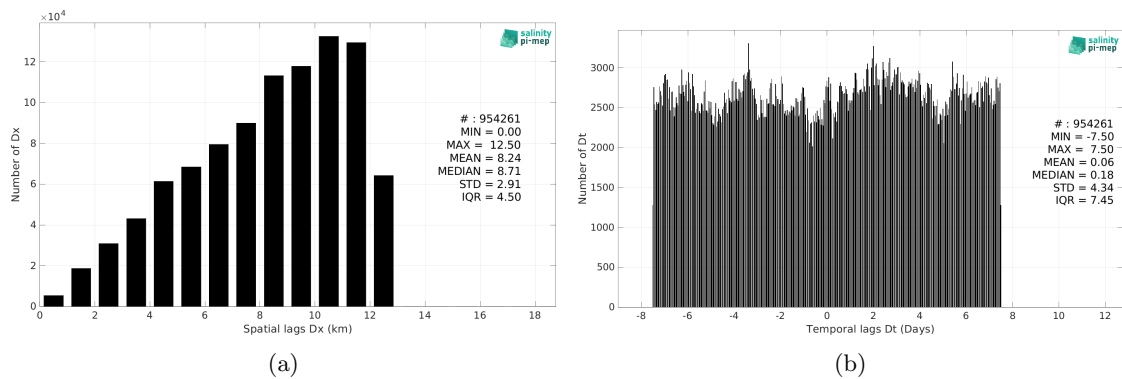 ×10⁴
salinity
pi-mep
12
10
8
6
4
2
0
Number of Dx
# : 954261
MIN = 0.00
MAX = 12.50
MEAN = 8.24
MEDIAN = 8.71
STD = 2.91
IQR = 4.50
0 2 4 6 8 10 12 14 16 18
Spatial lags Dx (km)
(a)
salinity
pi-mep
3000
2500
2000
1500
1000
500
0
Number of Dt
# : 954261
MIN = -7.50
MAX = 7.50
MEAN = 0.06
MEDIAN = 0.18
STD = 4.34
IQR = 7.45
-8 -6 -4 -2 0 2 4 6 8 10 12
Temporal lags Dt (Days)
(b)